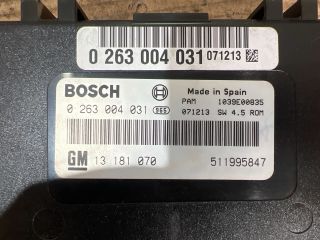 0 263 004 031 071213
BOSCH Made in Spain
PAM 1039E00835
0 263 004 031
071213 SW 4.5 ROM
GM 13 181 070 511995847